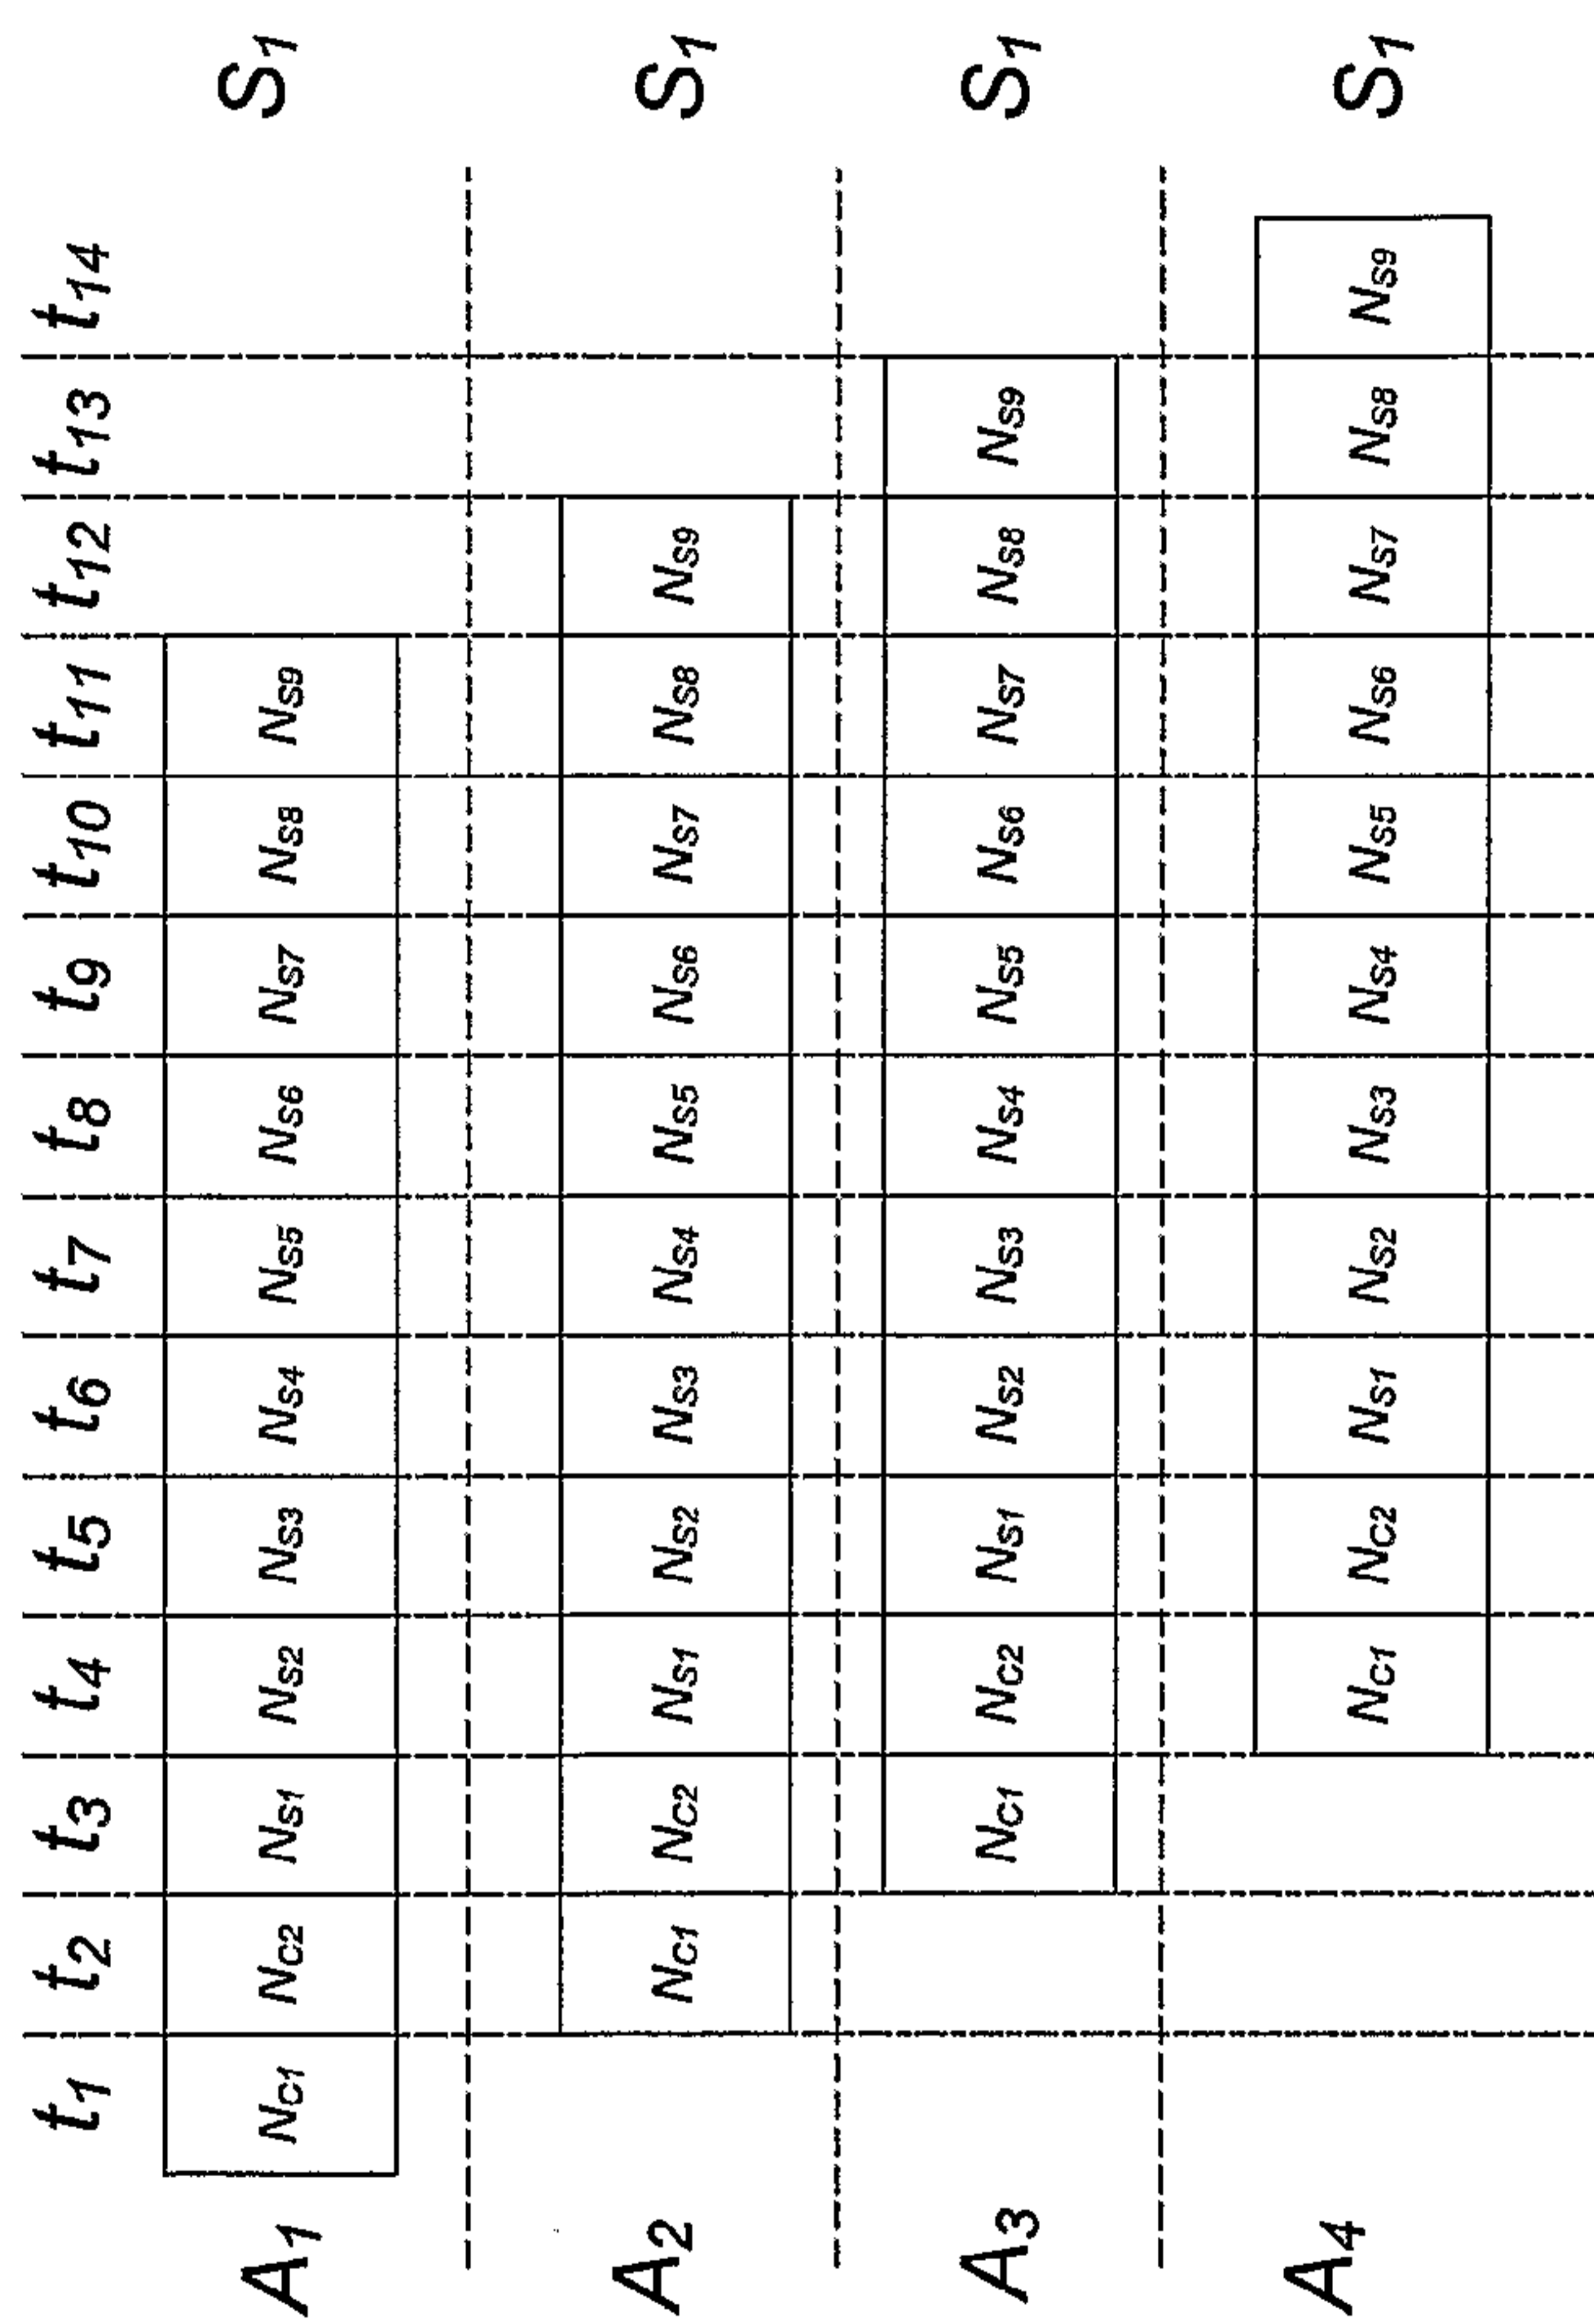 t1 t2 t3 t4 t5 t6 t7 t8 t9 t10 t11 t12 t13 t14
A1 NC1 NC2 NS1 NS2 NS3 NS4 NS5 NS6 NS7 NS8 NS9 S1
A2 NC1 NC2 NS1 NS2 NS3 NS4 NS5 NS6 NS7 NS8 NS9 S1
A3 NC1 NC2 NS1 NS2 NS3 NS4 NS5 NS6 NS7 NS8 NS9 S1
A4 NC1 NC2 NS1 NS2 NS3 NS4 NS5 NS6 NS7 NS8 NS9 S1